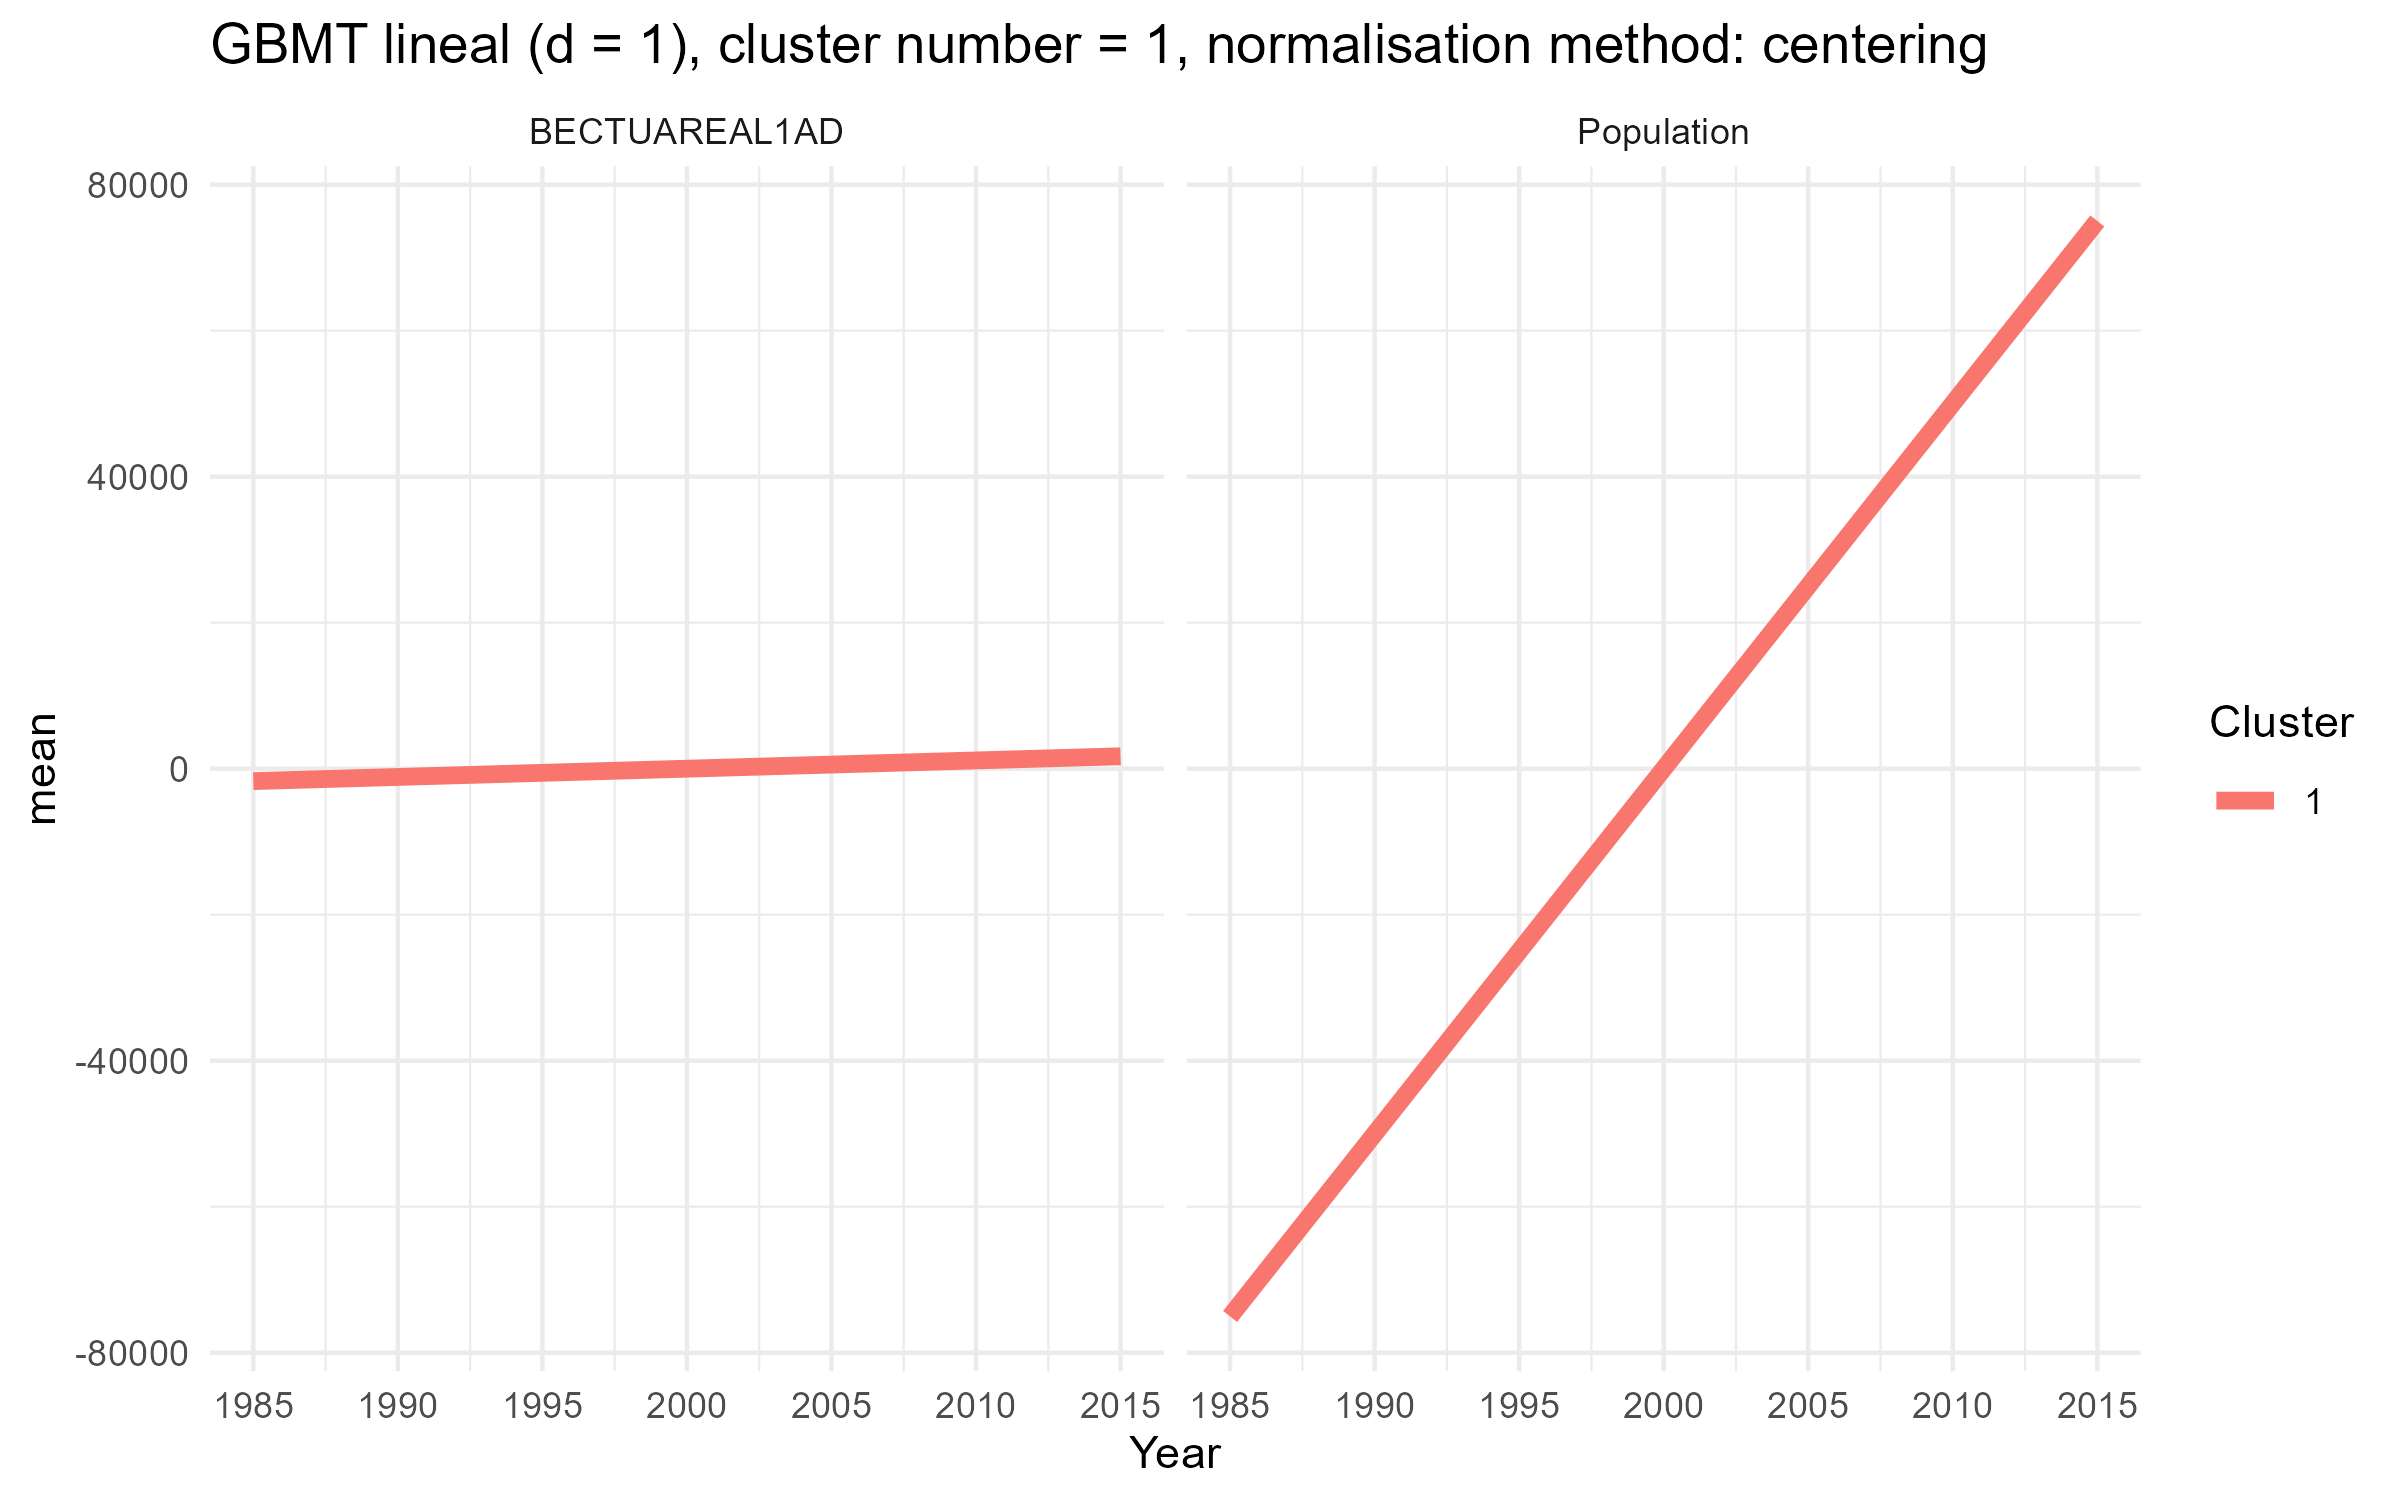 GBMT lineal (d = 1), cluster number = 1, normalisation method: centering
BECTUAREAL1AD Population
80000
40000
0
-40000
-80000
mean
1985 1990 1995 2000 2005 2010 2015 1985 1990 1995 2000 2005 2010 2015
Year
Cluster
1